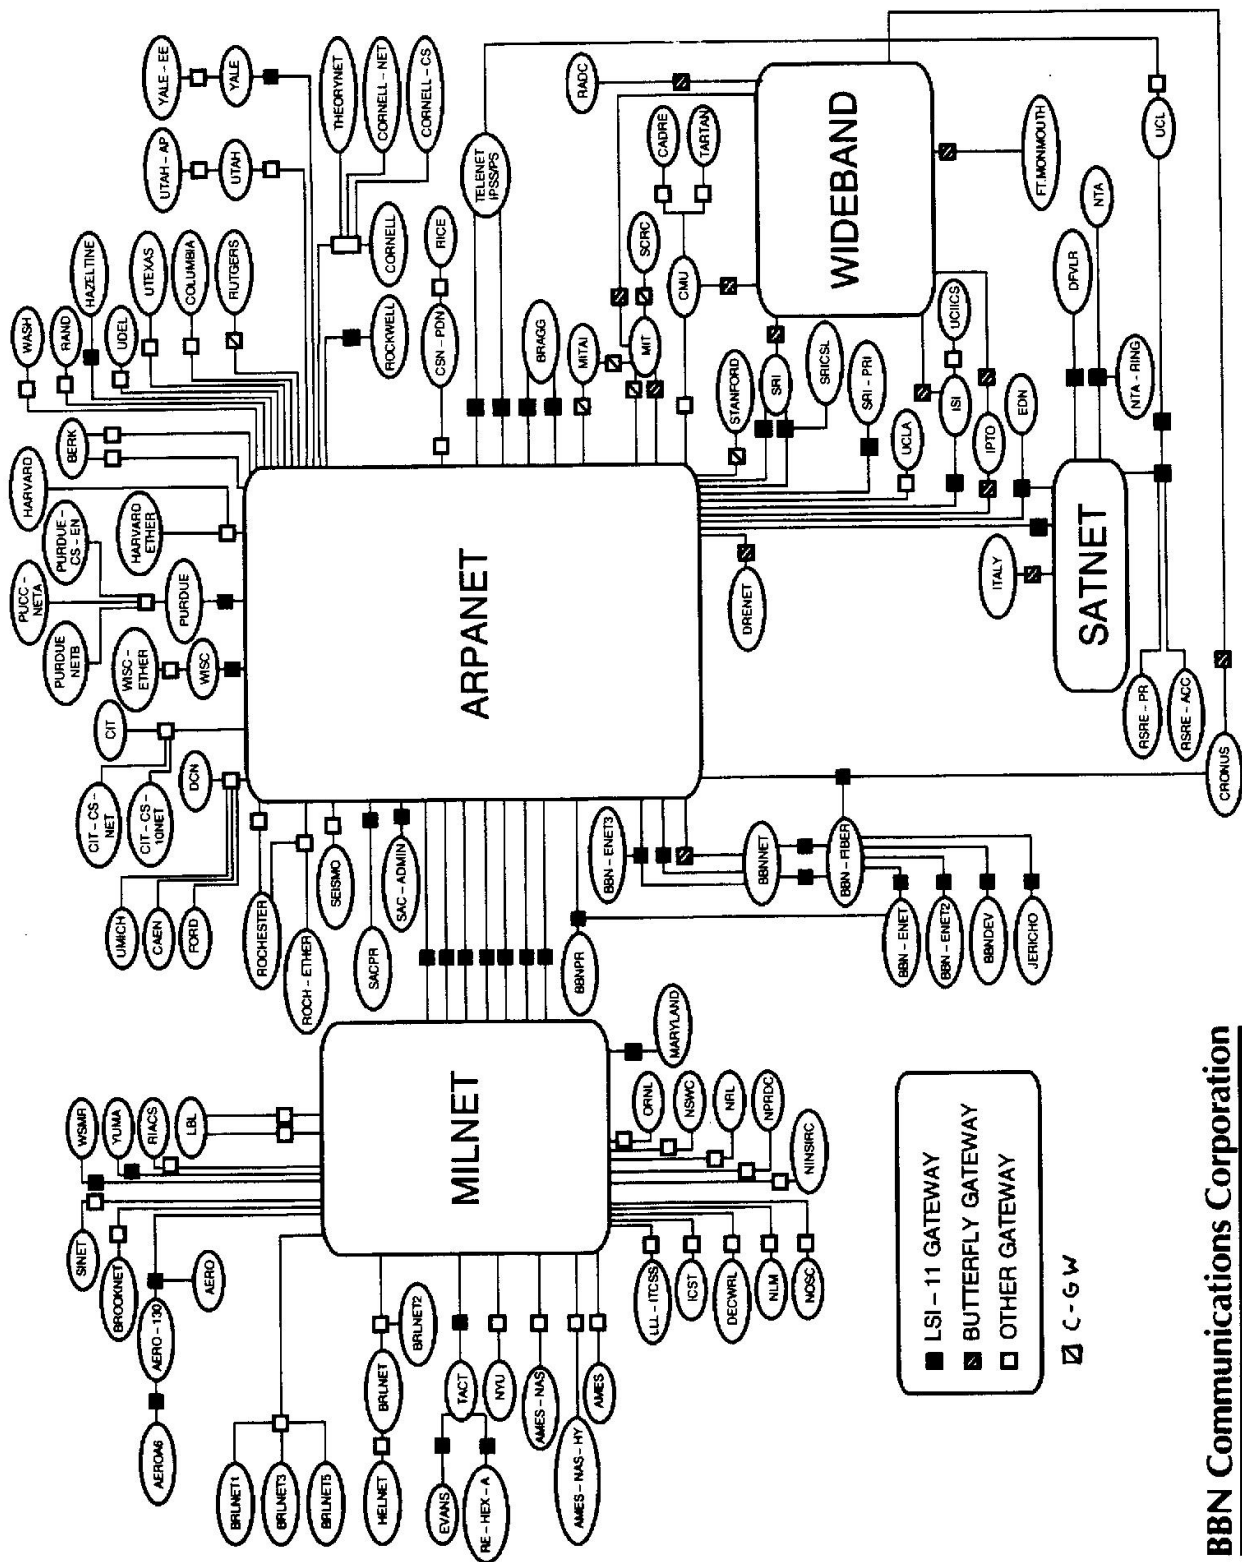 SINET
WSMR
YUMA
RIACS
LBL
BROOKNET
AERO-130
AERO
AEROA6
BRLNET1
BRLNET3
BRLNET5
HELNET
BRLNET
BRLNET2
EVANS
TACT
RE-HEX-A
NYU
AMES-NAS
AMES-NAS-HY
AMES
MILNET
LLL-ITCSS
ICST
DECWRL
NLM
NOSC
ORNL
NSWC
NRL
NPRDC
NINSIRC
MARYLAND
UMICH
CAEN
FORD
DCN
CIT-CS-
NET
CIT-CS-
10NET
CIT
ROCHESTER
ROCH-ETHER
SEISMO
SACPR
SAC-ADMIN
WISC-
ETHER
WISC
PURDUE
NETB
PUCC-
NETA
PURDUE-
CS-EN
PURDUE
HARVARD
HARVARD
ETHER
BERK
WASH
RAND
HAZELTINE
UDEL
UTEXAS
COLUMBIA
RUTGERS
UTAH-AP
UTAH
YALE-EE
YALE
THEORYNET
CORNELL-NET
CORNELL-CS
CORNELL
ROCKWELL
CSN-PDN
RICE
TELENET
IPSS/PS
BRAGG
MITAI
MIT
SCRC
CMU
CADRE
TARTAN
RADC
ARPANET
STANFORD
SRI
SRICSL
SRI-PRI
UCLA
ISI
UCIICS
IPTO
EDN
DRENET
WIDEBAND
FT.MONMOUTH
BBNPR
BBN-ENET3
BBNNET
BBN-FIBER
BBN-ENET
BBN-ENET2
BBNDEV
JERICHO
ITALY
SATNET
DFVLR
NTA
NTA-RING
UCL
RSRE-PR
RSRE-ACC
CRONUS
LSI-11 GATEWAY
BUTTERFLY GATEWAY
OTHER GATEWAY
C-GW
BBN Communications Corporation